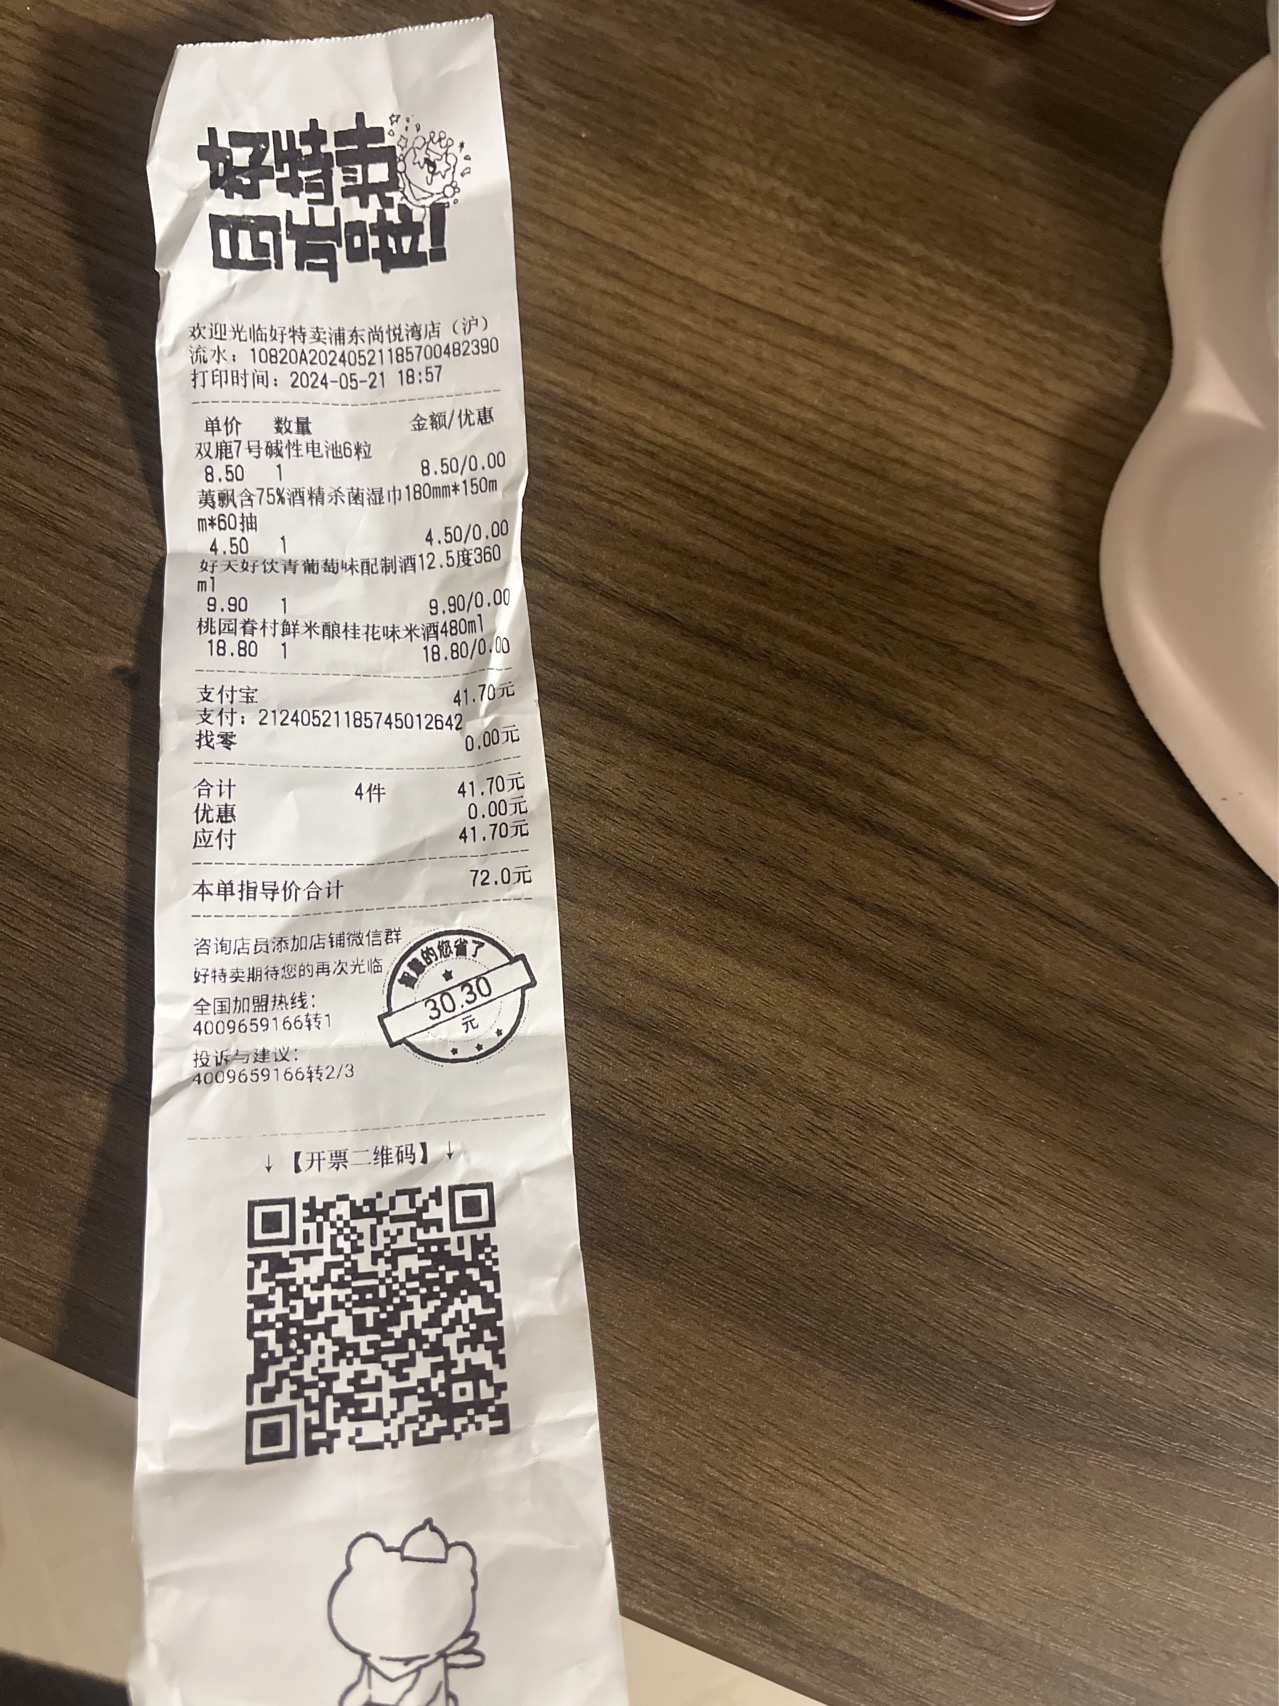 好特卖
欢迎光临好特卖浦东尚悦湾店（沪）
流水：10820A20240521185700482390
打印时间：2024-05-21 18:57
单价 数量 金额/优惠
双鹿7号碱性电池6粒
8.50 1 8.50/0.00
飘含75%酒精杀菌湿巾180mm*150m
m*60抽
4.50 1 4.50/0.00
好天好饮青葡萄味配制酒12.5度360
ml
9.90 1 9.90/0.00
桃园眷村鲜米酿桂花味米酒480ml
18.80 1 18.80/0.00
支付宝 41.70元
支付：21240521185745012642
找零 0.00元
合计 4件 41.70元
优惠 0.00元
应付 41.70元
本单指导价合计 72.0元
咨询店员添加店铺微信群
好特卖期待您的再次光临
全国加盟热线：
4009659166转1
投诉与建议：
4009659166转2/3
的您省了
30.30
元
↓【开票二维码】↓